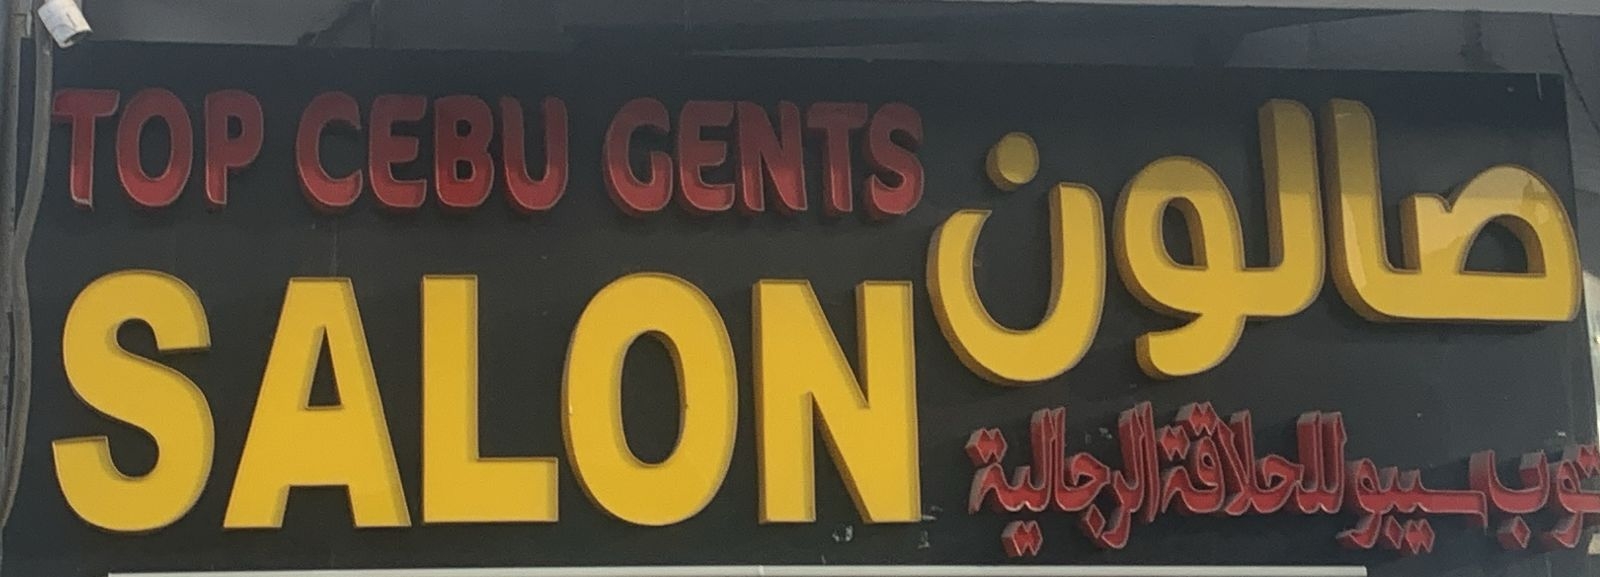 TOP CEBU GENTS
SALON
صالون
توب سيبو للحلاقة الرجالية